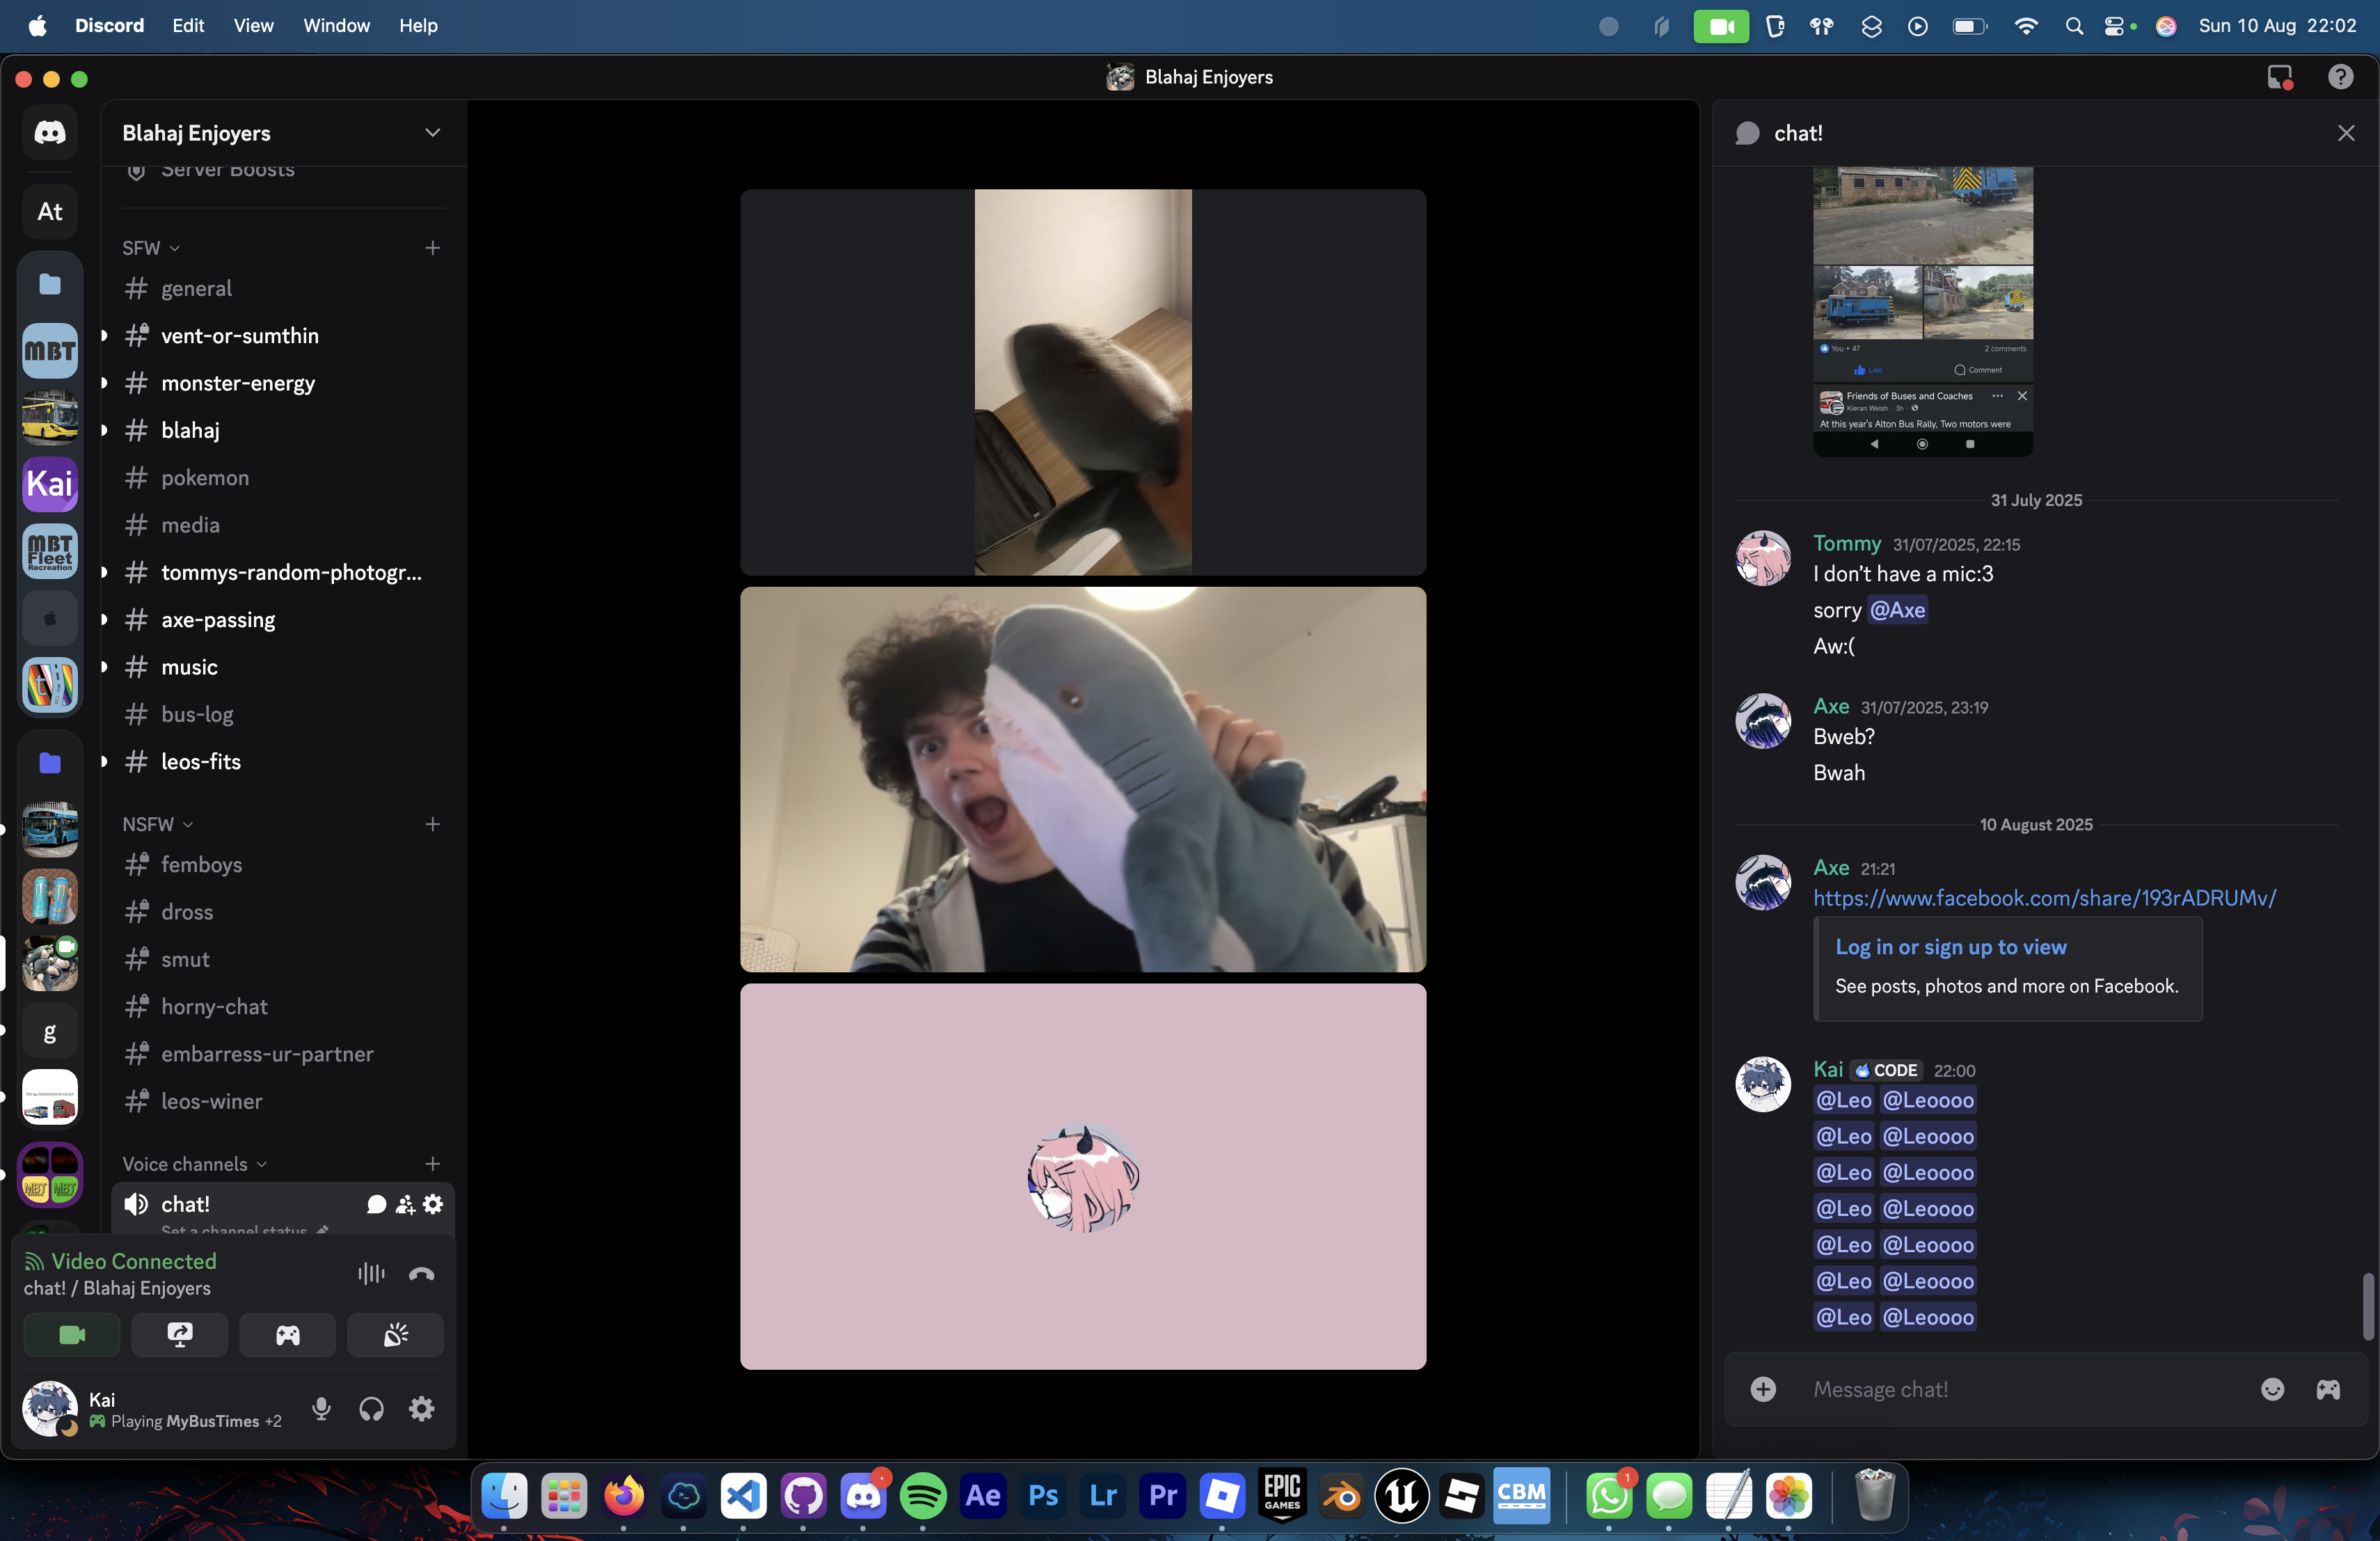 Discord Edit View Window Help
Sun 10 Aug 22:02
Blahaj Enjoyers
Blahaj Enjoyers
Server Boosts
At
MBT
Kai
MBT
Fleet
Recreation
g
SFW
general
vent-or-sumthin
monster-energy
blahaj
pokemon
media
tommys-random-photogr...
axe-passing
music
bus-log
leos-fits
NSFW
femboys
dross
smut
horny-chat
embarress-ur-partner
leos-winer
Voice channels
chat!
Set a channel status
Video Connected
chat! / Blahaj Enjoyers
Kai
Playing MyBusTimes +2
chat!
You + 47
2 comments
Like
Comment
Friends of Buses and Coaches
Kieran Welsh · 3h
At this year's Alton Bus Rally, Two motors were
31 July 2025
Tommy 31/07/2025, 22:15
I don't have a mic:3
sorry @Axe
Aw:(
Axe 31/07/2025, 23:19
Bweb?
Bwah
10 August 2025
Axe 21:21
https://www.facebook.com/share/193rADRUMv/
Log in or sign up to view
See posts, photos and more on Facebook.
Kai CODE 22:00
@Leo @Leoooo
@Leo @Leoooo
@Leo @Leoooo
@Leo @Leoooo
@Leo @Leoooo
@Leo @Leoooo
@Leo @Leoooo
Message chat!
Ae
Ps
Lr
Pr
EPIC
GAMES
CBM
1